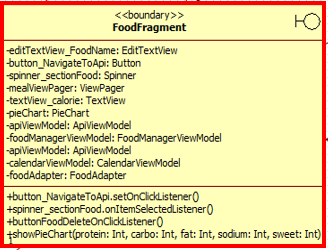 <<boundary>>
FoodFragment
-editTextView_FoodName: EditTextView
-button_NavigateToApi: Button
-spinner_sectionFood: Spinner
-mealViewPager: ViewPager
-textView_calorie: TextView
-pieChart: PieChart
-apiViewModel: ApiViewModel
-foodManagerViewModel: FoodManagerViewModel
-apiViewModel: ApiViewModel
-calendarViewModel: CalendarViewModel
-foodAdapter: FoodAdapter
+button_NavigateToApi.setOnClickListener()
+spinner_sectionFood.onItemSelectedListener()
+buttonFoodDeleteOnClickListener()
+showPieChart(protein: Int, carbo: Int, fat: Int, sodium: Int, sweet: Int)